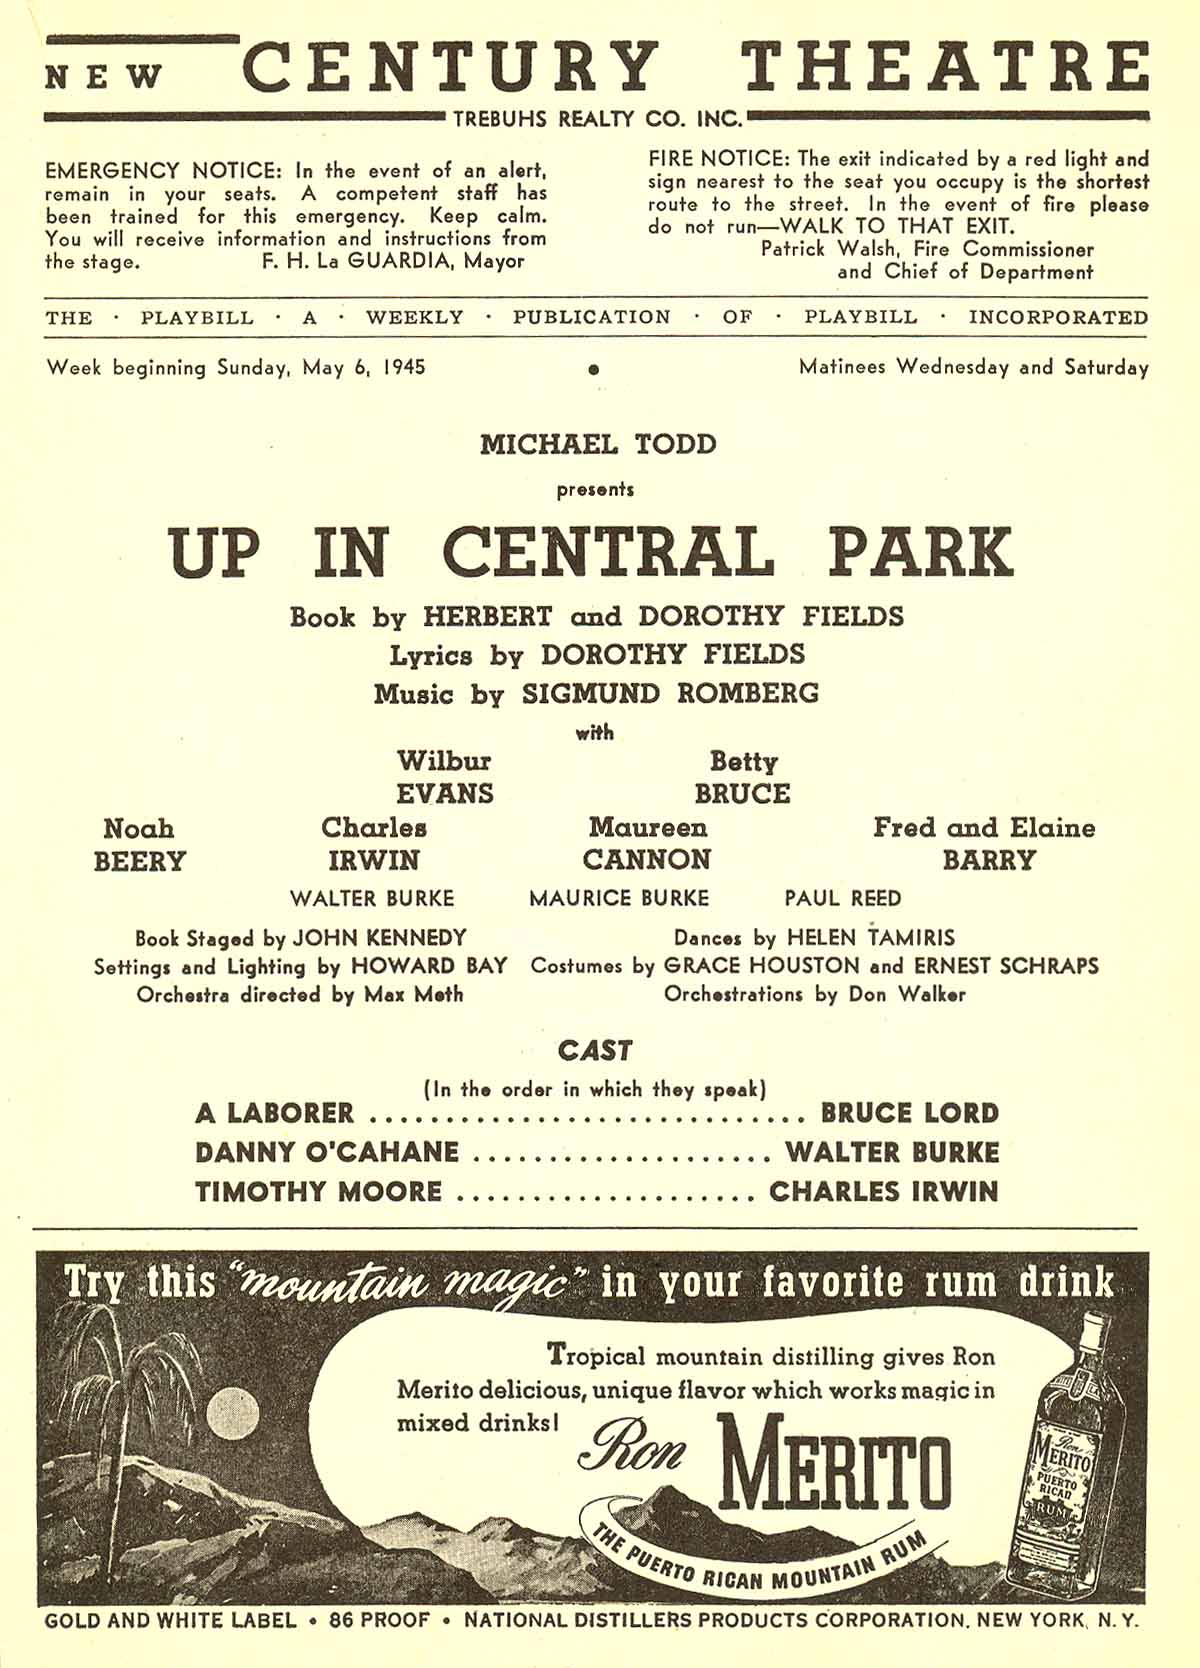 NEW CENTURY THEATRE
TREBUHS REALTY CO. INC.
EMERGENCY NOTICE: In the event of an alert,
remain in your seats. A competent staff has
been trained for this emergency. Keep calm.
You will receive information and instructions from
the stage. F. H. La GUARDIA, Mayor
FIRE NOTICE: The exit indicated by a red light and
sign nearest to the seat you occupy is the shortest
route to the street. In the event of fire please
do not run—WALK TO THAT EXIT.
Patrick Walsh, Fire Commissioner
and Chief of Department
THE · PLAYBILL · A · WEEKLY · PUBLICATION · OF · PLAYBILL · INCORPORATED
Week beginning Sunday, May 6, 1945 • Matinees Wednesday and Saturday
MICHAEL TODD
presents
UP IN CENTRAL PARK
Book by HERBERT and DOROTHY FIELDS
Lyrics by DOROTHY FIELDS
Music by SIGMUND ROMBERG
with
Wilbur Betty
EVANS BRUCE
Noah Charles Maureen Fred and Elaine
BEERY IRWIN CANNON BARRY
WALTER BURKE MAURICE BURKE PAUL REED
Book Staged by JOHN KENNEDY Dances by HELEN TAMIRIS
Settings and Lighting by HOWARD BAY Costumes by GRACE HOUSTON and ERNEST SCHRAPS
Orchestra directed by Max Meth Orchestrations by Don Walker
CAST
(In the order in which they speak)
A LABORER ................................ BRUCE LORD
DANNY O'CAHANE ..................... WALTER BURKE
TIMOTHY MOORE ..................... CHARLES IRWIN
Try this "mountain magic" in your favorite rum drink
Tropical mountain distilling gives Ron
Merito delicious, unique flavor which works magic in
mixed drinks!
Ron MERITO
THE PUERTO RICAN MOUNTAIN RUM
Ron
MERITO
PUERTO
RICAN
RUM
GOLD AND WHITE LABEL • 86 PROOF • NATIONAL DISTILLERS PRODUCTS CORPORATION, NEW YORK, N. Y.